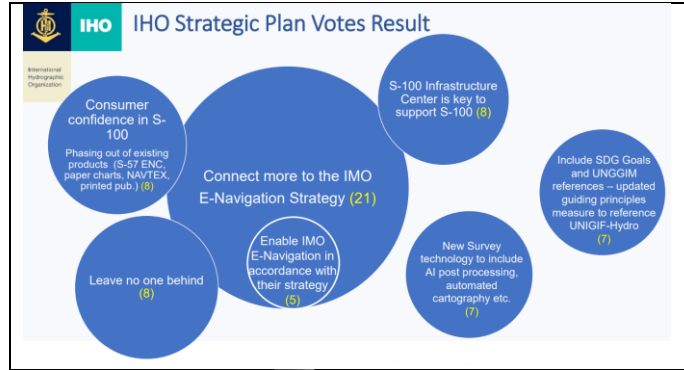 IHO
IHO Strategic Plan Votes Result
International
Hydrographic
Organization
Consumer
confidence in S-
100
Phasing out of existing
products (S-57 ENC,
paper charts, NAVTEX,
printed pub.) (8)
Connect more to the IMO
E-Navigation Strategy (21)
Enable IMO
E-Navigation in
accordance with
their strategy
(5)
Leave no one behind
(8)
S-100 Infrastructure
Center is key to
support S-100 (8)
New Survey
technology to include
AI post processing,
automated
cartography etc.
(7)
Include SDG Goals
and UNGGIM
references – updated
guiding principles
measure to reference
UNIGIF-Hydro
(7)